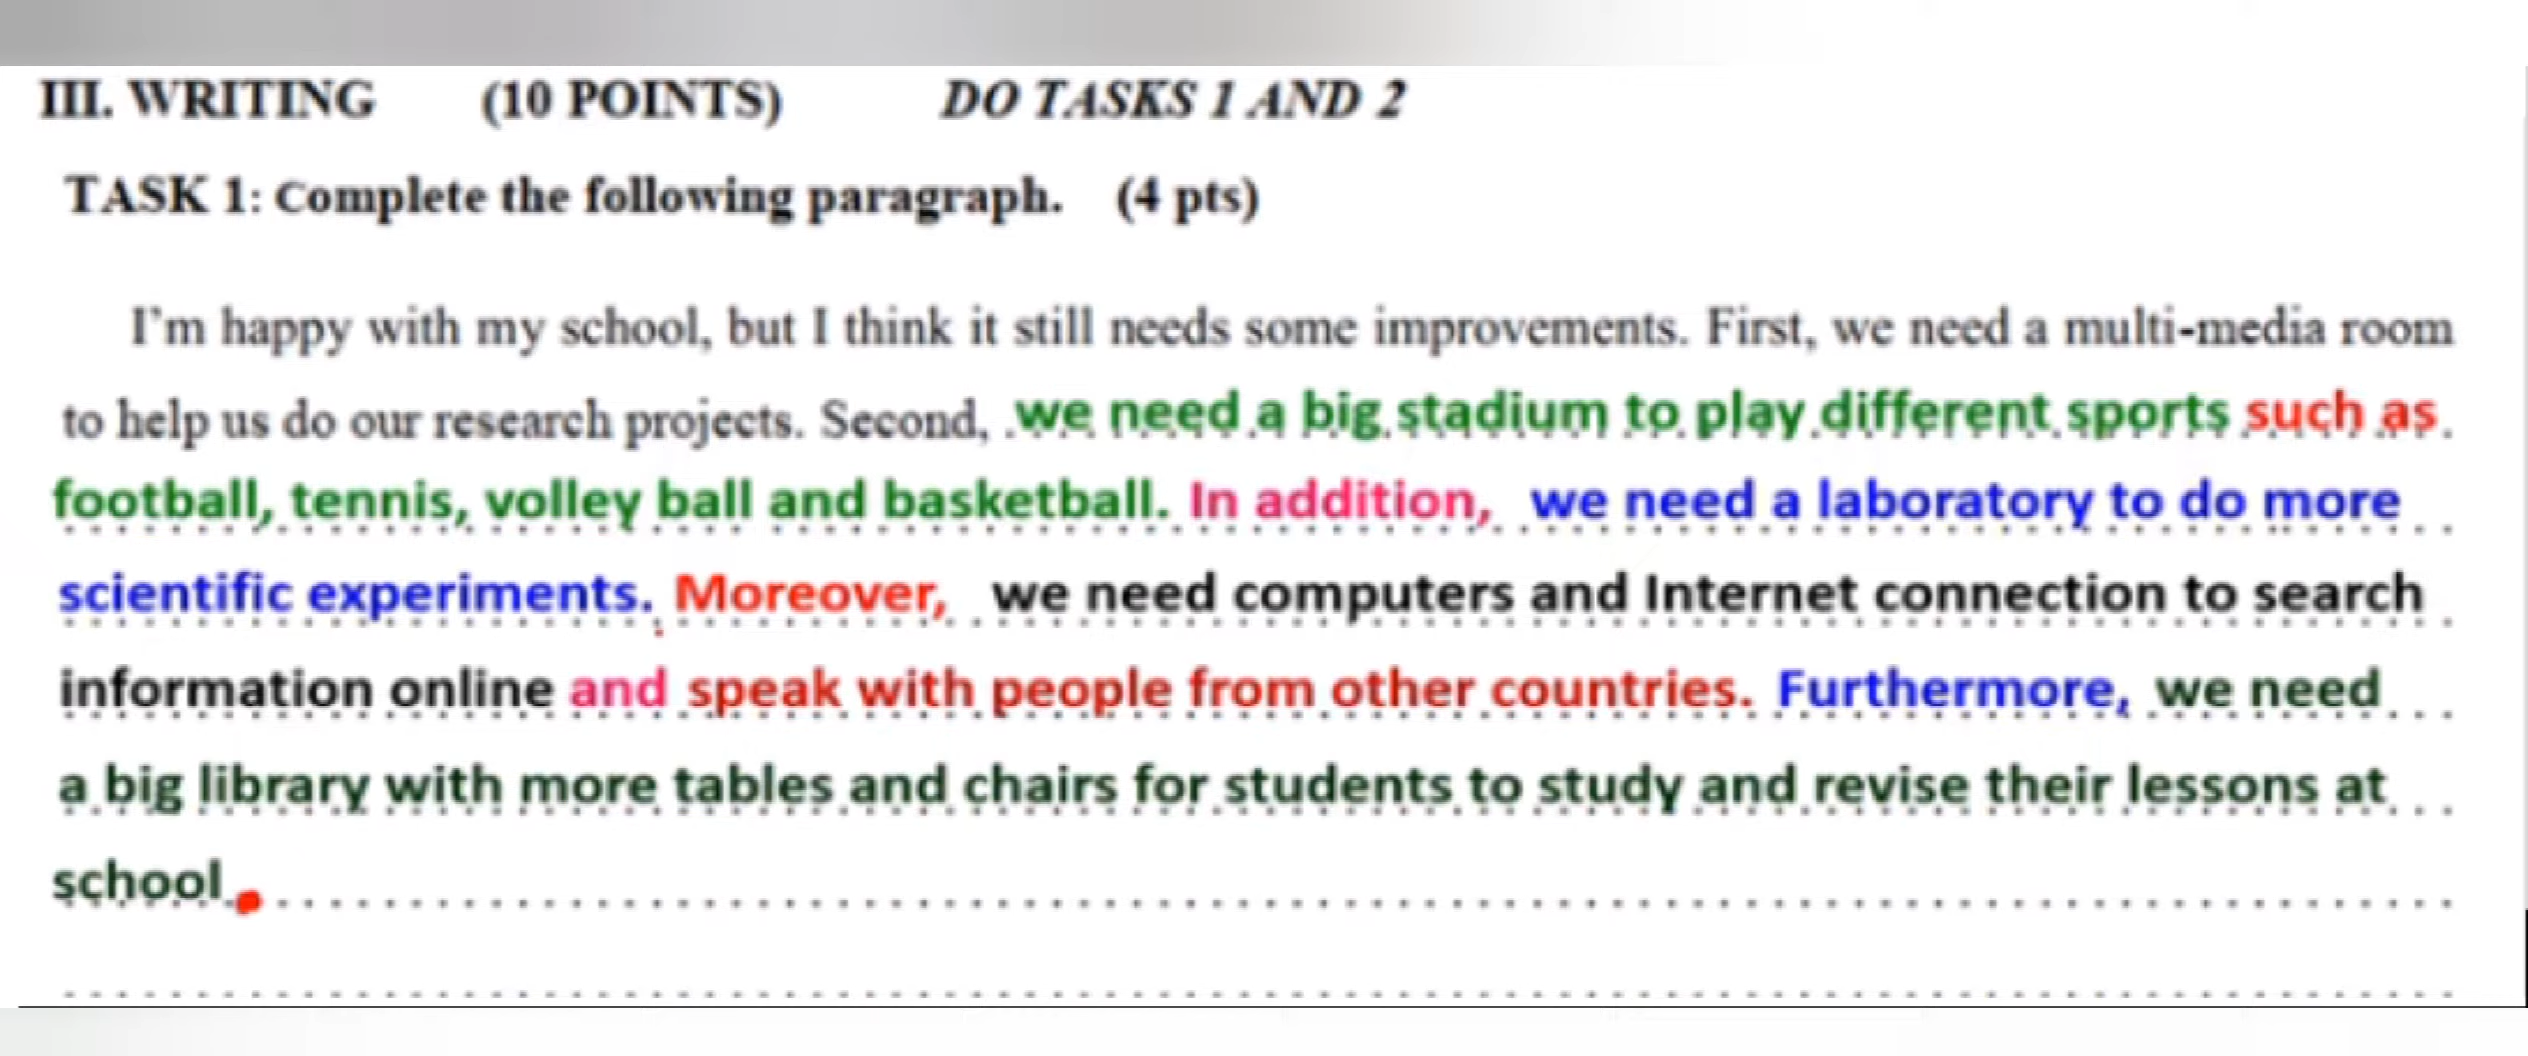 III. WRITING (10 POINTS) DO TASKS 1 AND 2
TASK 1: Complete the following paragraph. (4 pts)
I'm happy with my school, but I think it still needs some improvements. First, we need a multi-media room
to help us do our research projects. Second, we need a big stadium to play different sports such as
football, tennis, volley ball and basketball. In addition, we need a laboratory to do more
scientific experiments. Moreover, we need computers and Internet connection to search
information online and speak with people from other countries. Furthermore, we need
a big library with more tables and chairs for students to study and revise their lessons at
school.